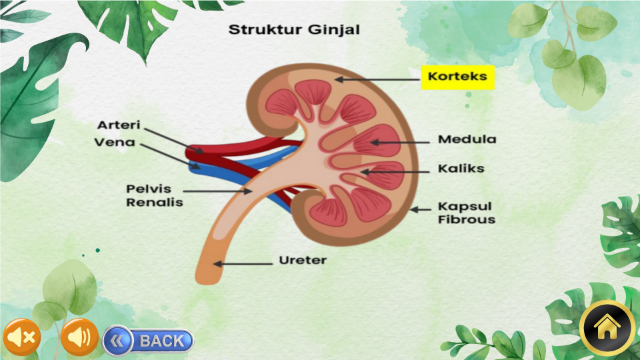 Struktur Ginjal
Korteks
Arteri
Vena
Medula
Kaliks
Pelvis
Renalis
Kapsul
Fibrous
Ureter
BACK